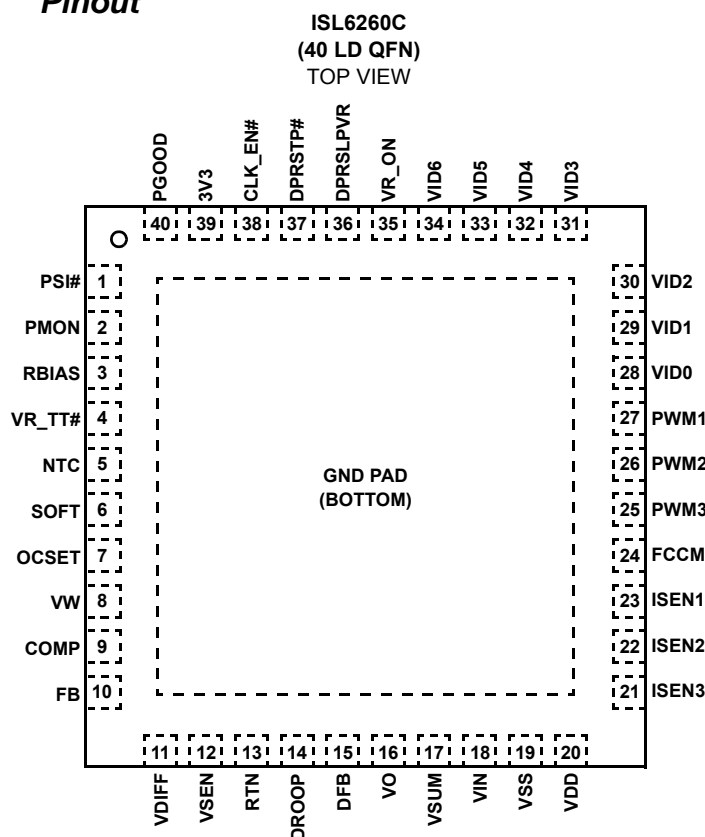 Pinout
ISL6260C
(40 LD QFN)
TOP VIEW
PGOOD
3V3
CLK_EN#
DPRSTP#
DPRSLPVR
VR_ON
VID6
VID5
VID4
VID3
40 39 38 37 36 35 34 33 32 31
PSI# 1
PMON 2
RBIAS 3
VR_TT# 4
NTC 5
SOFT 6
OCSET 7
VW 8
COMP 9
FB 10
GND PAD
(BOTTOM)
30 VID2
29 VID1
28 VID0
27 PWM1
26 PWM2
25 PWM3
24 FCCM
23 ISEN1
22 ISEN2
21 ISEN3
11 12 13 14 15 16 17 18 19 20
VDIFF
VSEN
RTN
DROOP
DFB
VO
VSUM
VIN
VSS
VDD